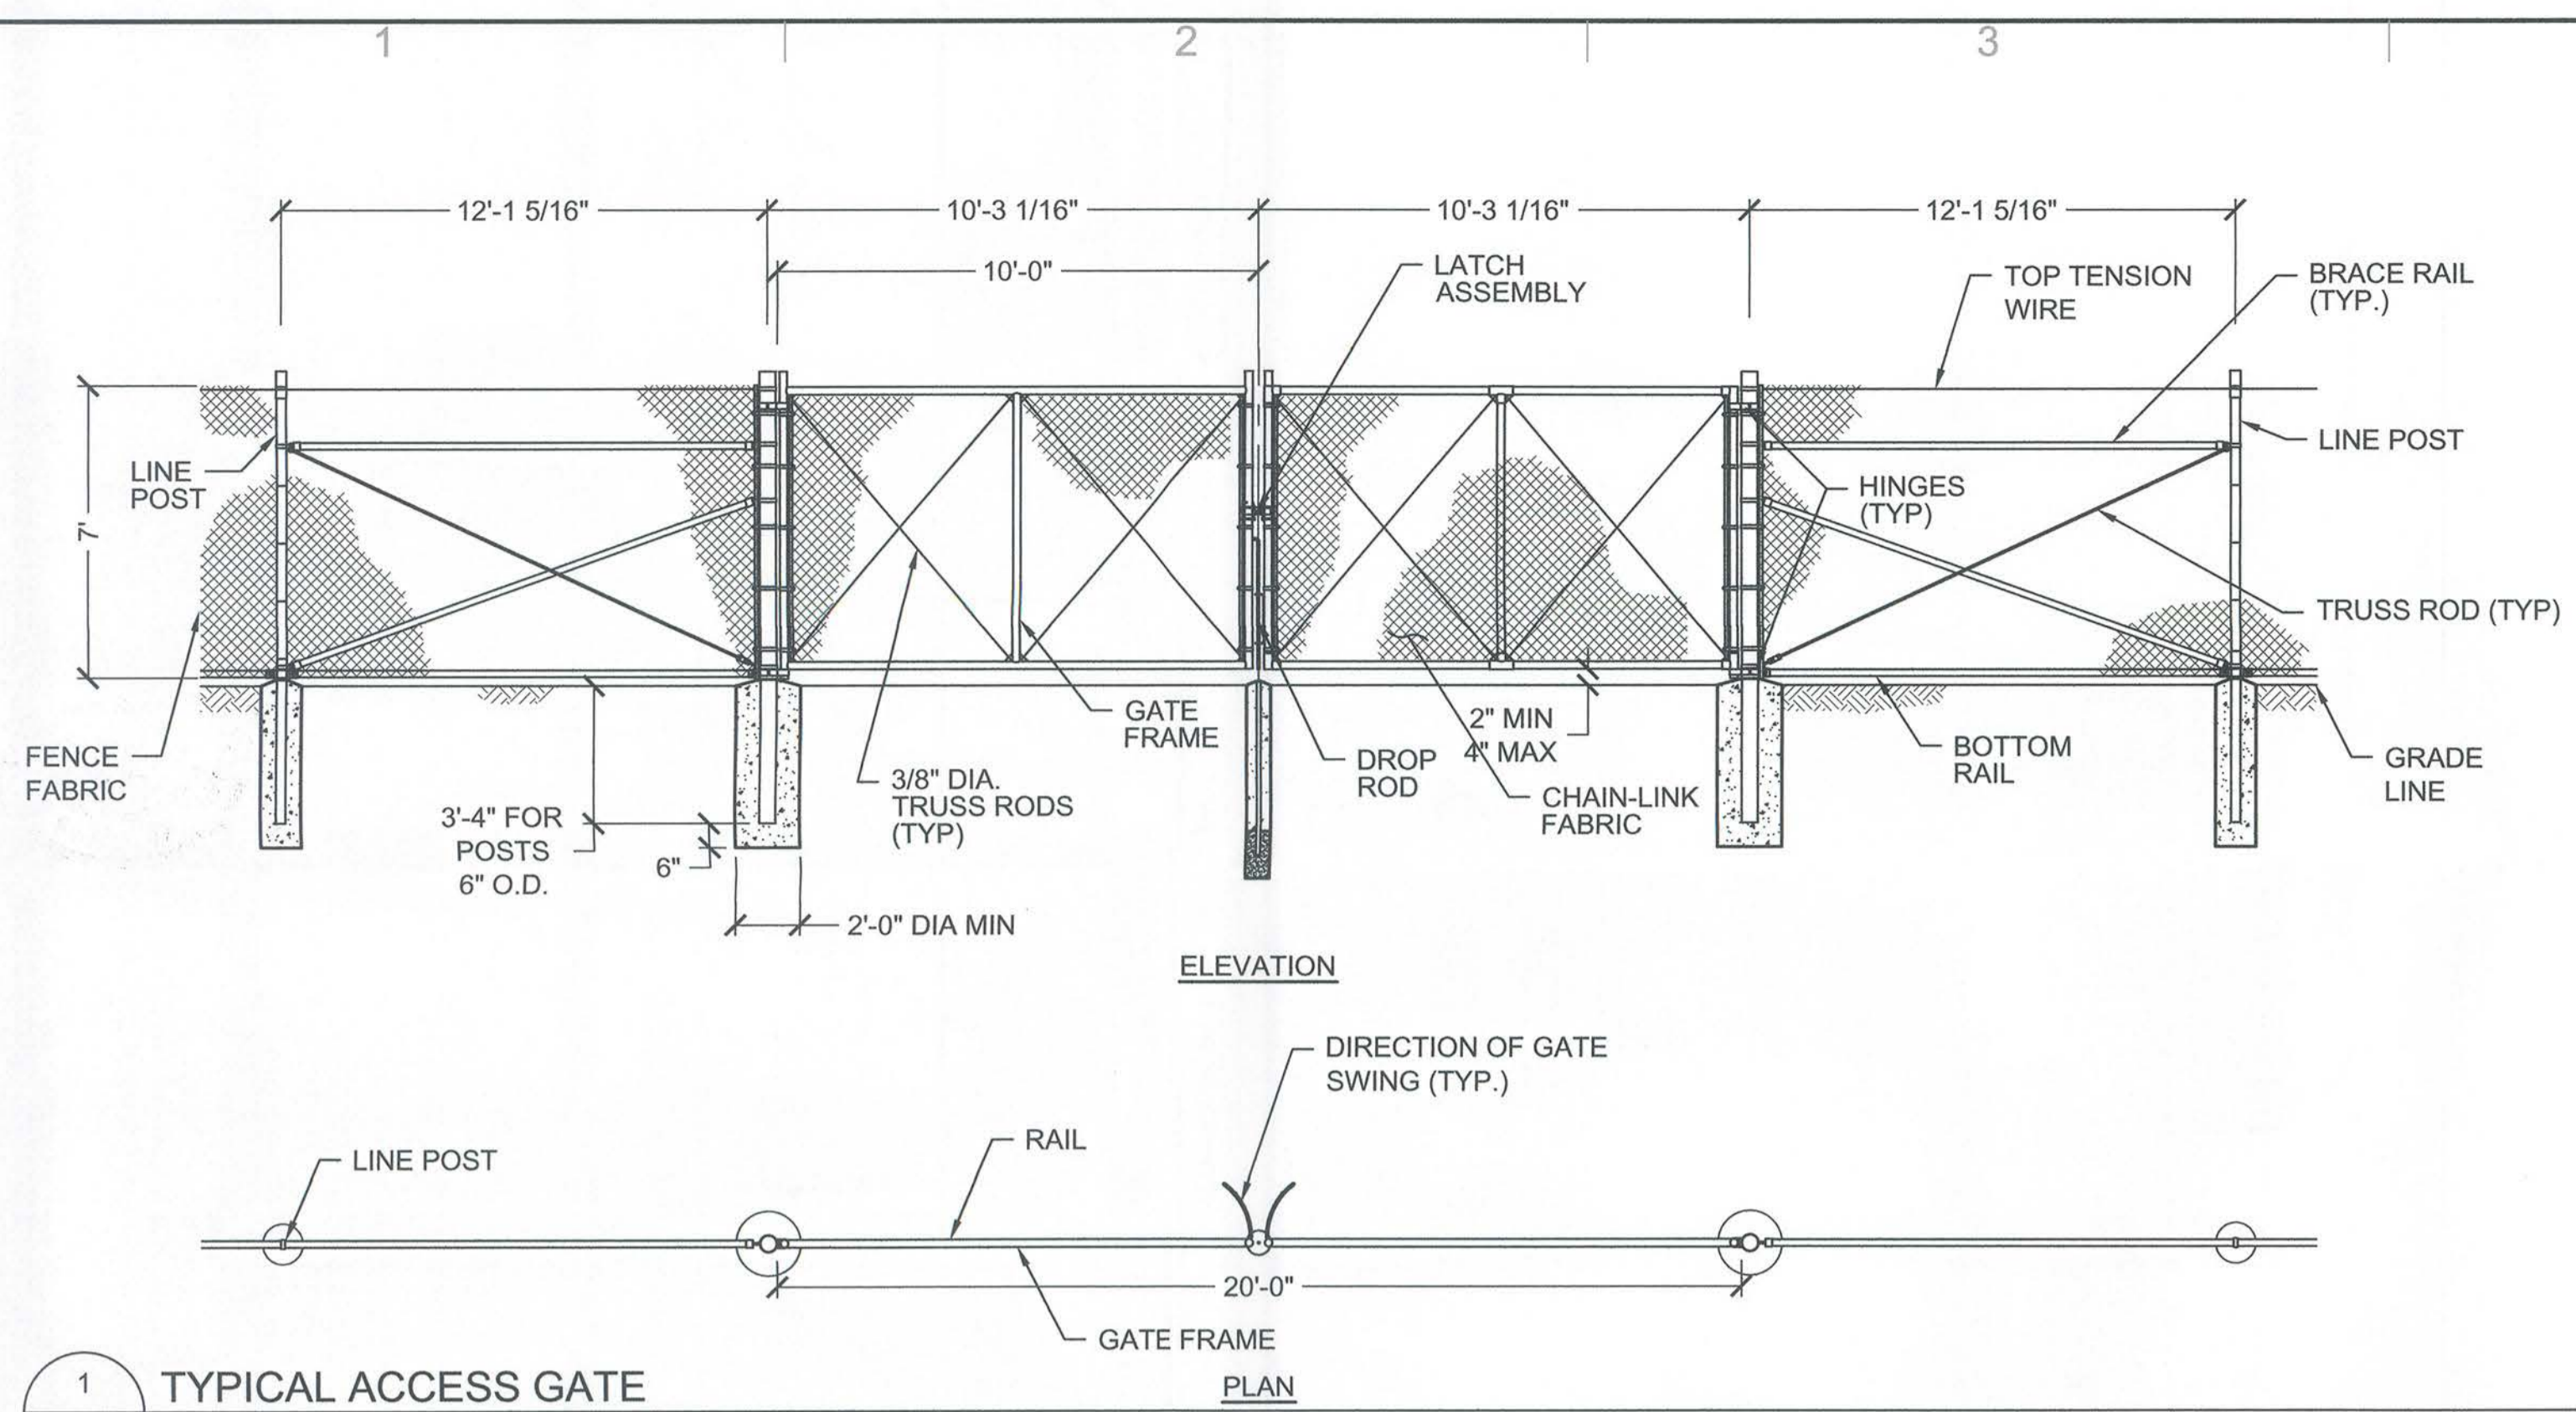 1
2
3
12'-1 5/16"
10'-3 1/16"
10'-3 1/16"
12'-1 5/16"
10'-0"
LATCH
ASSEMBLY
TOP TENSION
WIRE
BRACE RAIL
(TYP.)
LINE
POST
7'
HINGES
(TYP)
LINE POST
TRUSS ROD (TYP)
FENCE
FABRIC
3'-4" FOR
POSTS
6" O.D.
6"
2'-0" DIA MIN
3/8" DIA.
TRUSS RODS
(TYP)
GATE
FRAME
DROP
ROD
2" MIN
4" MAX
CHAIN-LINK
FABRIC
BOTTOM
RAIL
GRADE
LINE
ELEVATION
DIRECTION OF GATE
SWING (TYP.)
LINE POST
RAIL
20'-0"
GATE FRAME
PLAN
1
TYPICAL ACCESS GATE